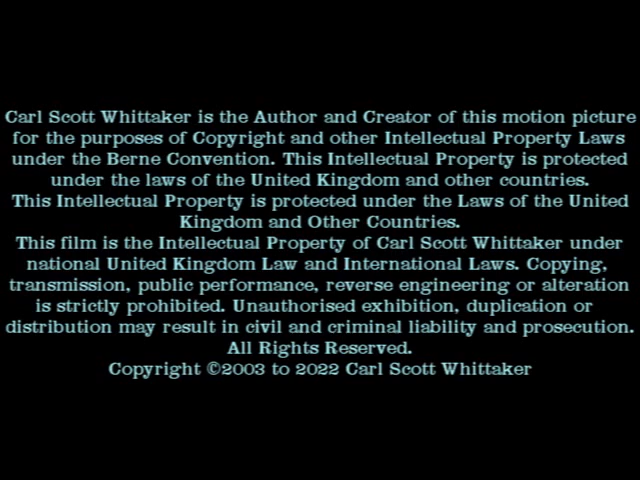 Carl Scott Whittaker is the Author and Creator of this motion picture
for the purposes of Copyright and other Intellectual Property Laws
under the Berne Convention. This Intellectual Property is protected
under the laws of the United Kingdom and other countries.
This Intellectual Property is protected under the Laws of the United
Kingdom and Other Countries.
This film is the Intellectual Property of Carl Scott Whittaker under
national United Kingdom Law and International Laws. Copying,
transmission, public performance, reverse engineering or alteration
is strictly prohibited. Unauthorised exhibition, duplication or
distribution may result in civil and criminal liability and prosecution.
All Rights Reserved.
Copyright ©2003 to 2022 Carl Scott Whittaker